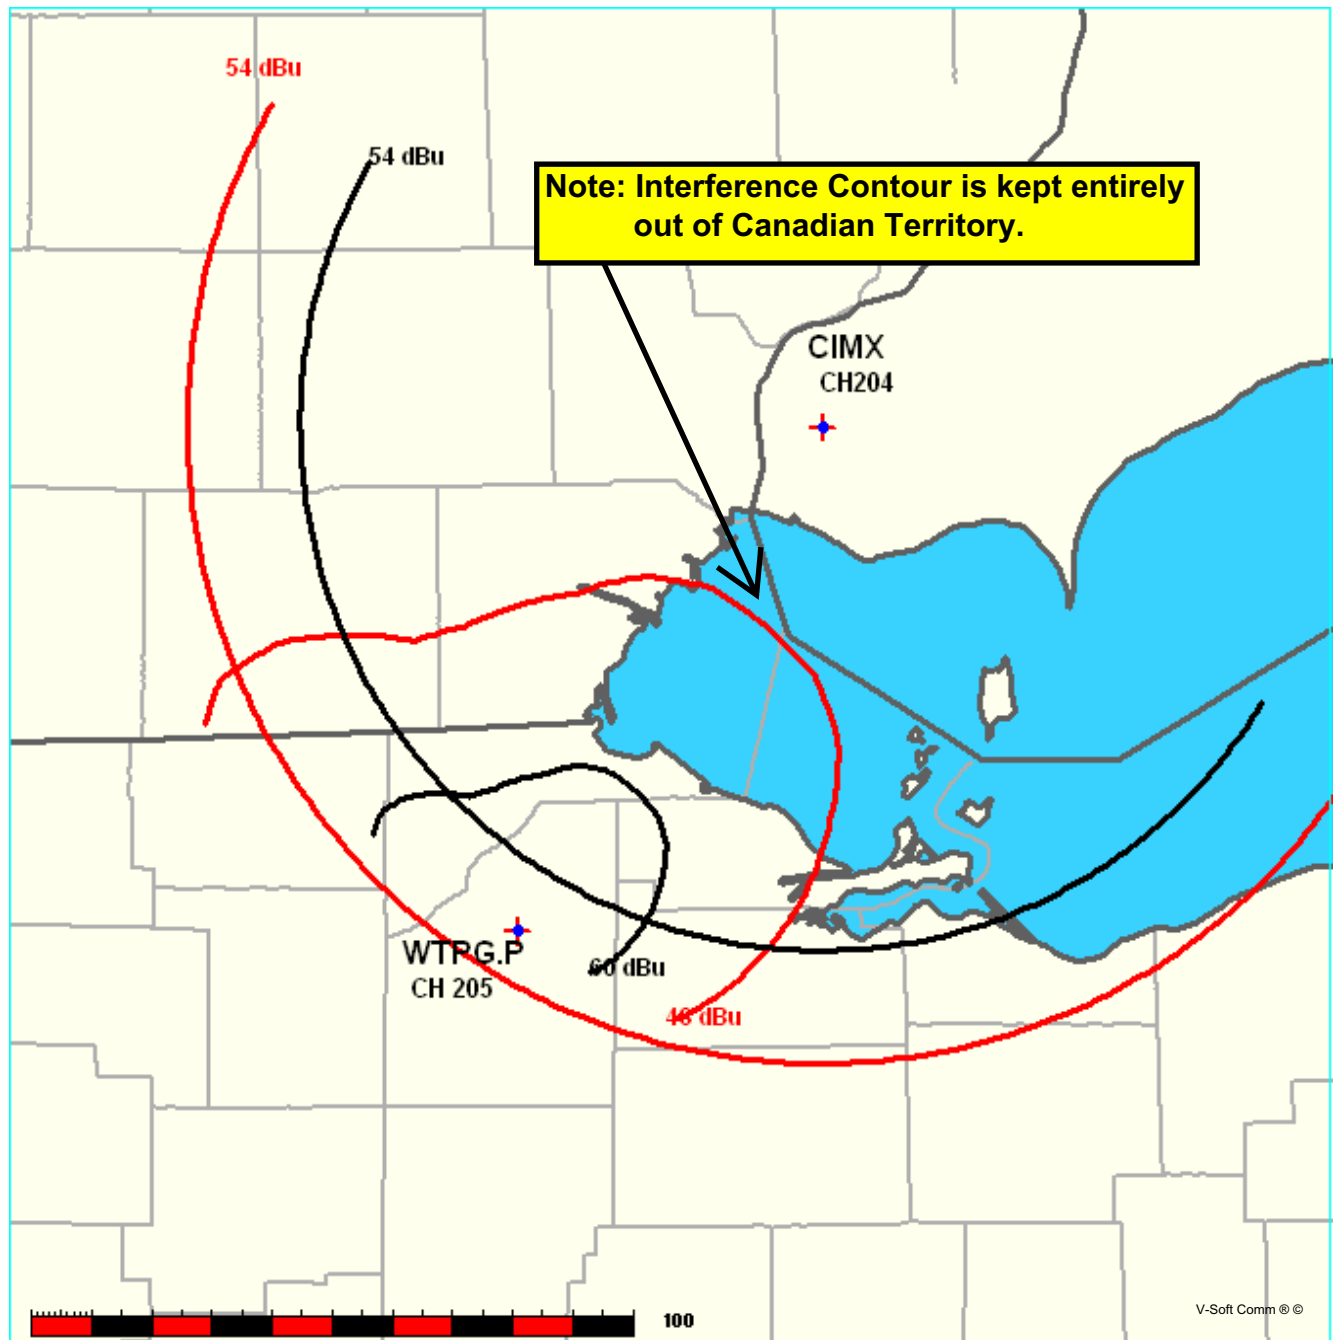 54 dBu
54 dBu
Note: Interference Contour is kept entirely
out of Canadian Territory.
CIMX
CH204
WTPG.P
CH 205
60 dBu
48 dBu
100
V-Soft Comm ® ©